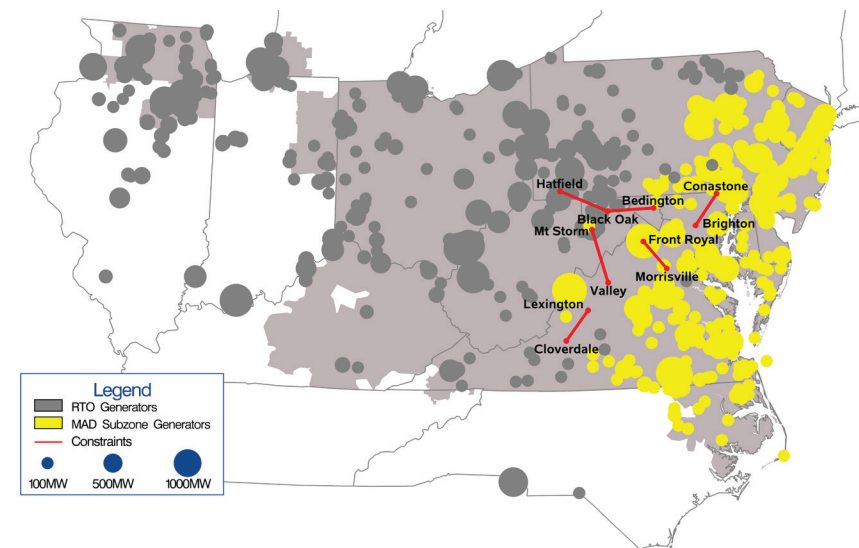 Hatfield
Conastone
Bedington
Black Oak
Brighton
Mt Storm
Front Royal
Morrisville
Valley
Lexington
Cloverdale
Legend
RTO Generators
MAD Subzone Generators
Constraints
100MW 500MW 1000MW